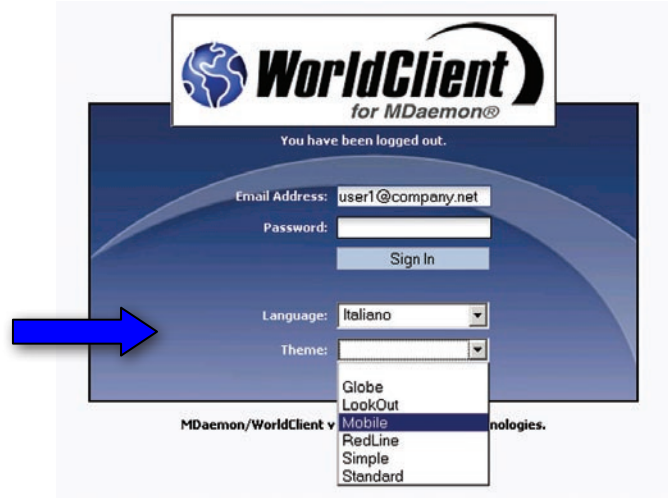 WorldClient
for MDaemon®
You have been logged out.
Email Address: user1@company.net
Password:
Sign In
Language: Italiano
Theme:
Globe
LookOut
MDaemon/WorldClient v Mobile nologies.
RedLine
Simple
Standard